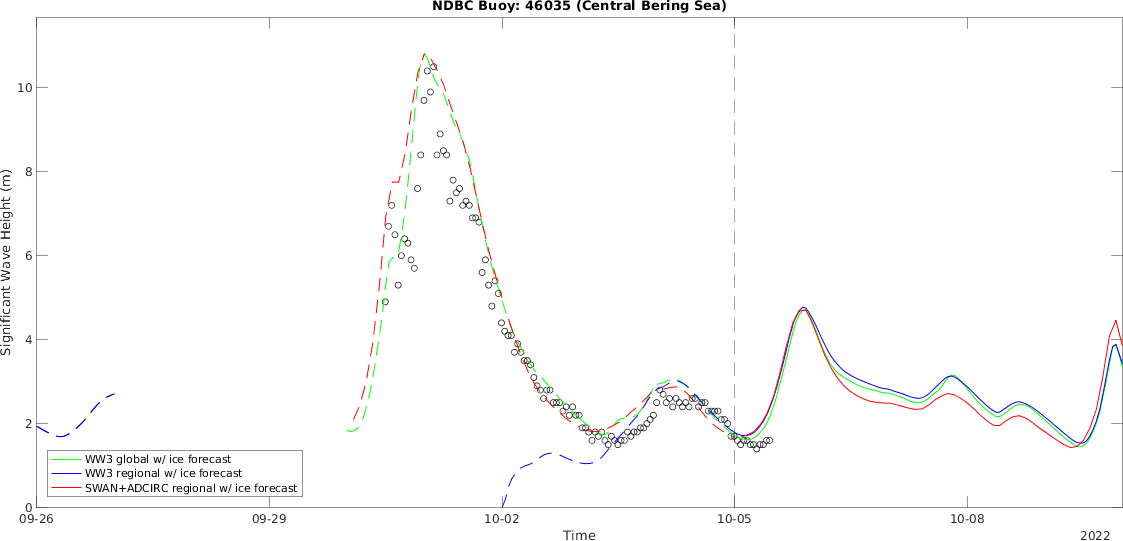 NDBC Buoy: 46035 (Central Bering Sea)
Significant Wave Height (m)
10
8
6
4
2
0
WW3 global w/ ice forecast
WW3 regional w/ ice forecast
SWAN+ADCIRC regional w/ ice forecast
09-26
09-29
10-02
10-05
10-08
Time
2022